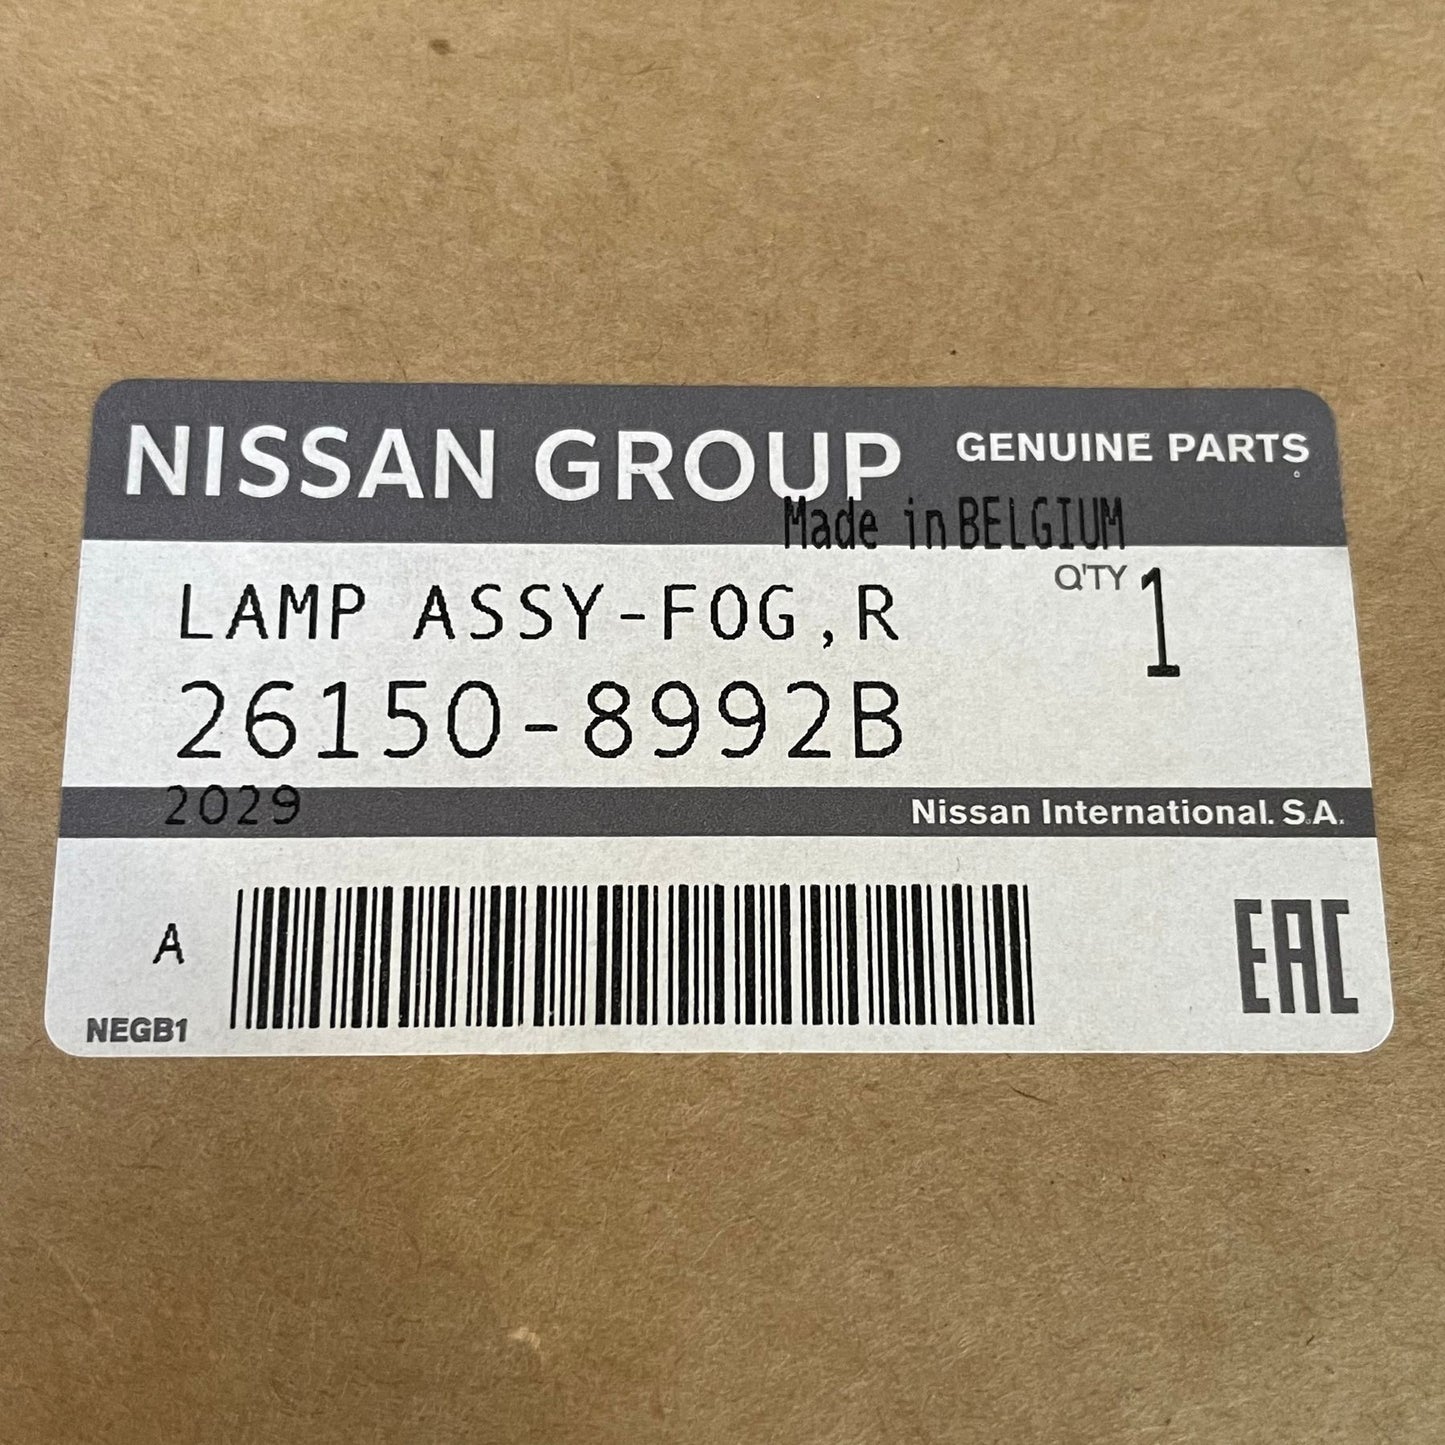 NISSAN GROUP GENUINE PARTS
Made in BELGIUM
LAMP ASSY-FOG,R Q'TY 1
26150-8992B
2029 Nissan International. S.A.
A
EAC
NEGB1